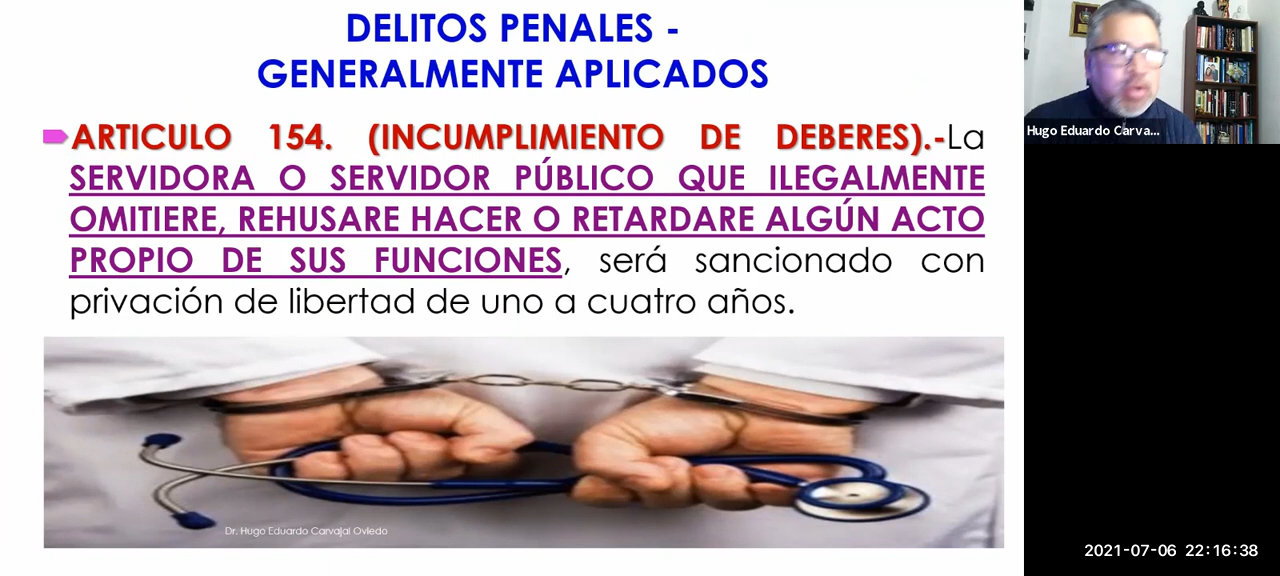 DELITOS PENALES -
GENERALMENTE APLICADOS
ARTICULO 154. (INCUMPLIMIENTO DE DEBERES).-La
SERVIDORA O SERVIDOR PÚBLICO QUE ILEGALMENTE
OMITIERE, REHUSARE HACER O RETARDARE ALGÚN ACTO
PROPIO DE SUS FUNCIONES, será sancionado con
privación de libertad de uno a cuatro años.
Dr. Hugo Eduardo Carvajal Oviedo
Hugo Eduardo Carva...
2021-07-06 22:16:38